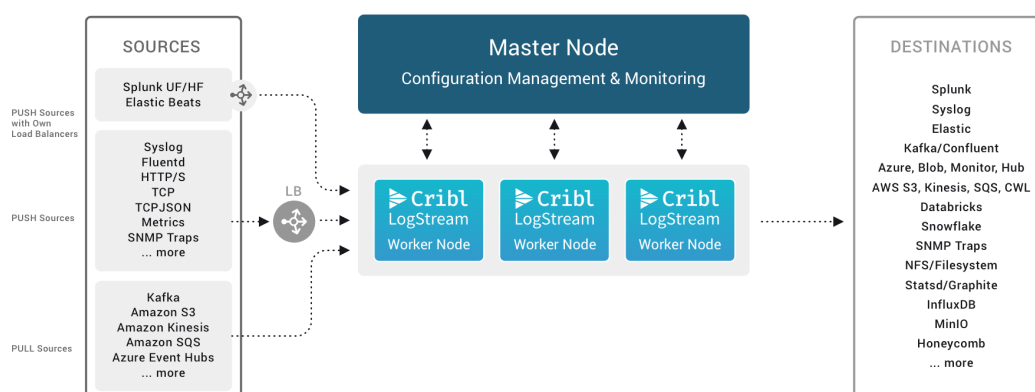 SOURCES
PUSH Sources
with Own
Load Balancers
Splunk UF/HF
Elastic Beats
PUSH Sources
Syslog
Fluentd
HTTP/S
TCP
TCPJSON
Metrics
SNMP Traps
... more
PULL Sources
Kafka
Amazon S3
Amazon Kinesis
Amazon SQS
Azure Event Hubs
... more
LB
Master Node
Configuration Management & Monitoring
Cribl
LogStream
Worker Node
Cribl
LogStream
Worker Node
Cribl
LogStream
Worker Node
DESTINATIONS
Splunk
Syslog
Elastic
Kafka/Confluent
Azure, Blob, Monitor, Hub
AWS S3, Kinesis, SQS, CWL
Databricks
Snowflake
SNMP Traps
NFS/Filesystem
Statsd/Graphite
InfluxDB
MinIO
Honeycomb
... more